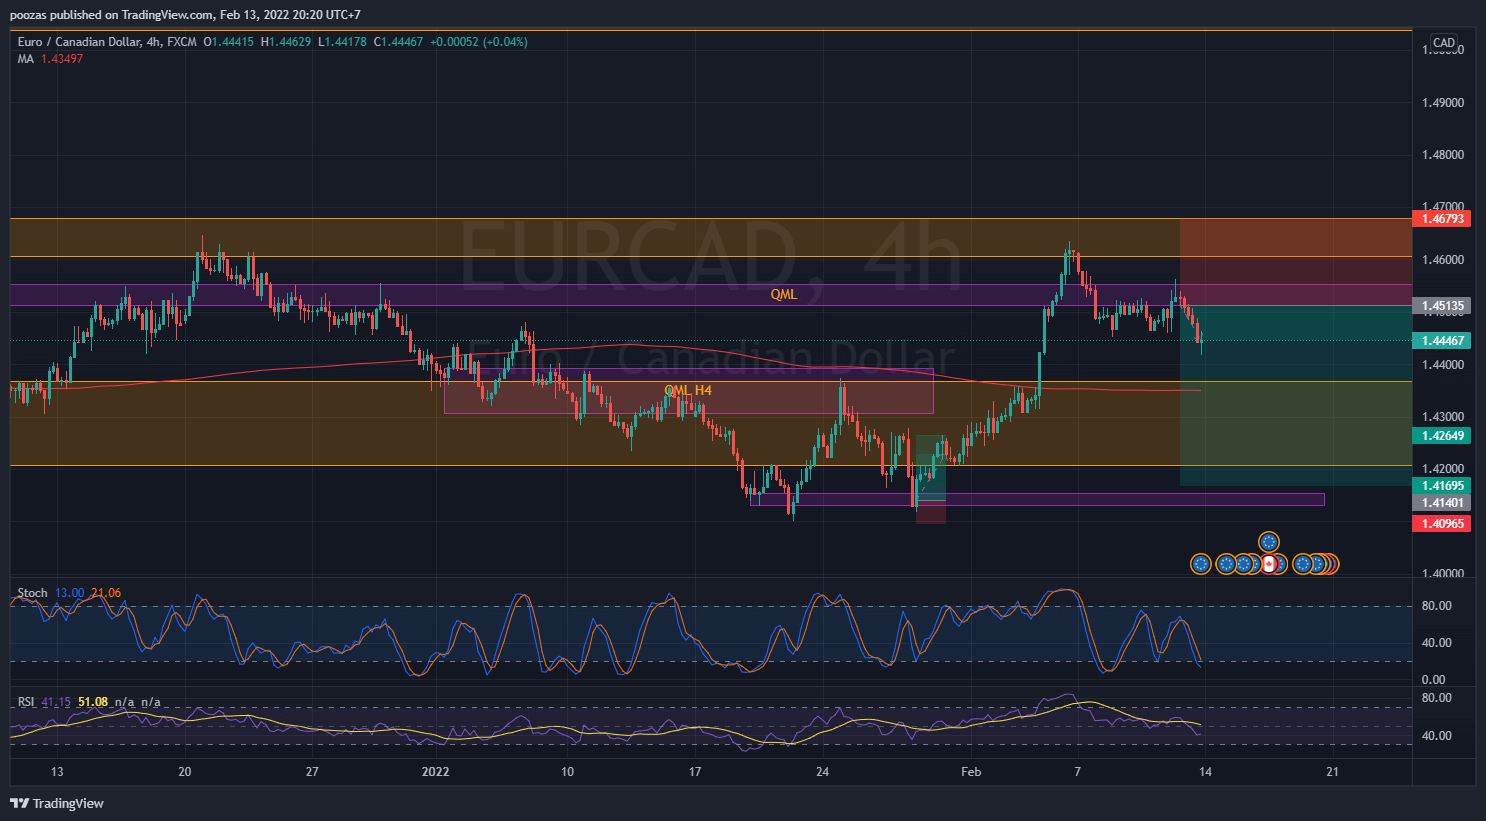 poozas published on TradingView.com, Feb 13, 2022 20:20 UTC+7
Euro / Canadian Dollar, 4h, FXCM O1.44415 H1.44629 L1.44178 C1.44467 +0.00052 (+0.04%)
MA 1.43497
CAD
1.49000
1.48000
1.47000
1.46793
1.46000
1.45135
1.44467
1.44000
1.43000
1.42649
1.42000
1.41695
1.41401
1.40965
1.40000
EURCAD, 4h
Euro / Canadian Dollar
QML
QML H4
Stoch 13.00 21.06
80.00
40.00
0.00
RSI 41.15 51.08 n/a n/a
80.00
40.00
13 20 27 2022 10 17 24 Feb 7 14 21
TradingView